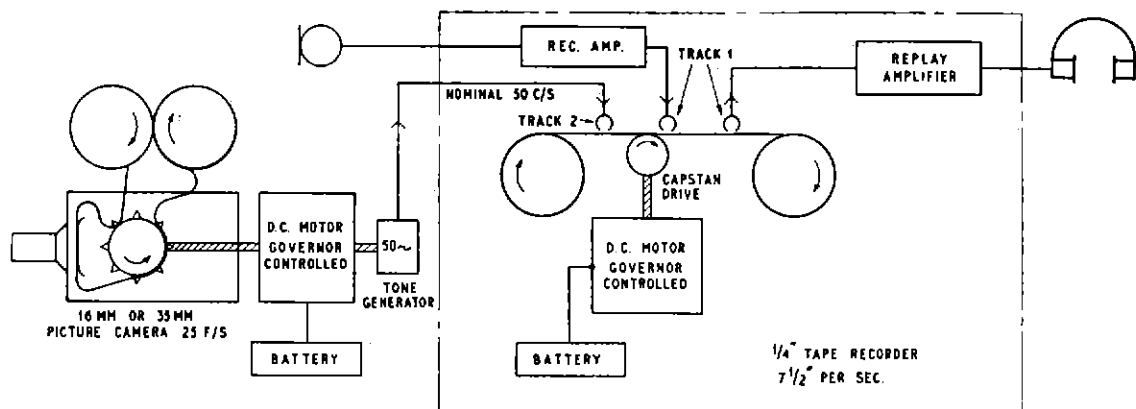 REC. AMP.
TRACK 1
REPLAY
AMPLIFIER
NOMINAL 50 C/S
TRACK 2
CAPSTAN
DRIVE
D.C. MOTOR
GOVERNOR
CONTROLLED
50~
TONE
GENERATOR
D.C. MOTOR
GOVERNOR
CONTROLLED
16 MM OR 35 MM
PICTURE CAMERA 25 F/S
BATTERY
BATTERY
1/4" TAPE RECORDER
7 1/2" PER SEC.